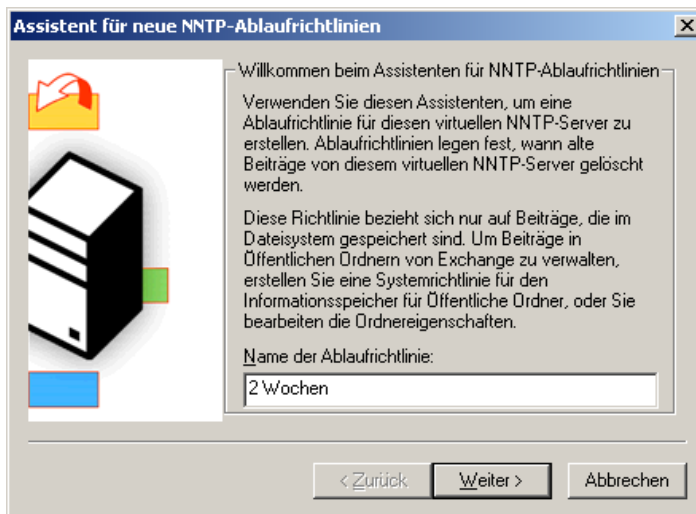 Assistent für neue NNTP-Ablaufrichtlinien
Willkommen beim Assistenten für NNTP-Ablaufrichtlinien
Verwenden Sie diesen Assistenten, um eine
Ablaufrichtlinie für diesen virtuellen NNTP-Server zu
erstellen. Ablaufrichtlinien legen fest, wann alte
Beiträge von diesem virtuellen NNTP-Server gelöscht
werden.
Diese Richtlinie bezieht sich nur auf Beiträge, die im
Dateisystem gespeichert sind. Um Beiträge in
Öffentlichen Ordnern von Exchange zu verwalten,
erstellen Sie eine Systemrichtlinie für den
Informationsspeicher für Öffentliche Ordner, oder Sie
bearbeiten die Ordnereigenschaften.
Name der Ablaufrichtlinie:
2 Wochen
< Zurück Weiter > Abbrechen